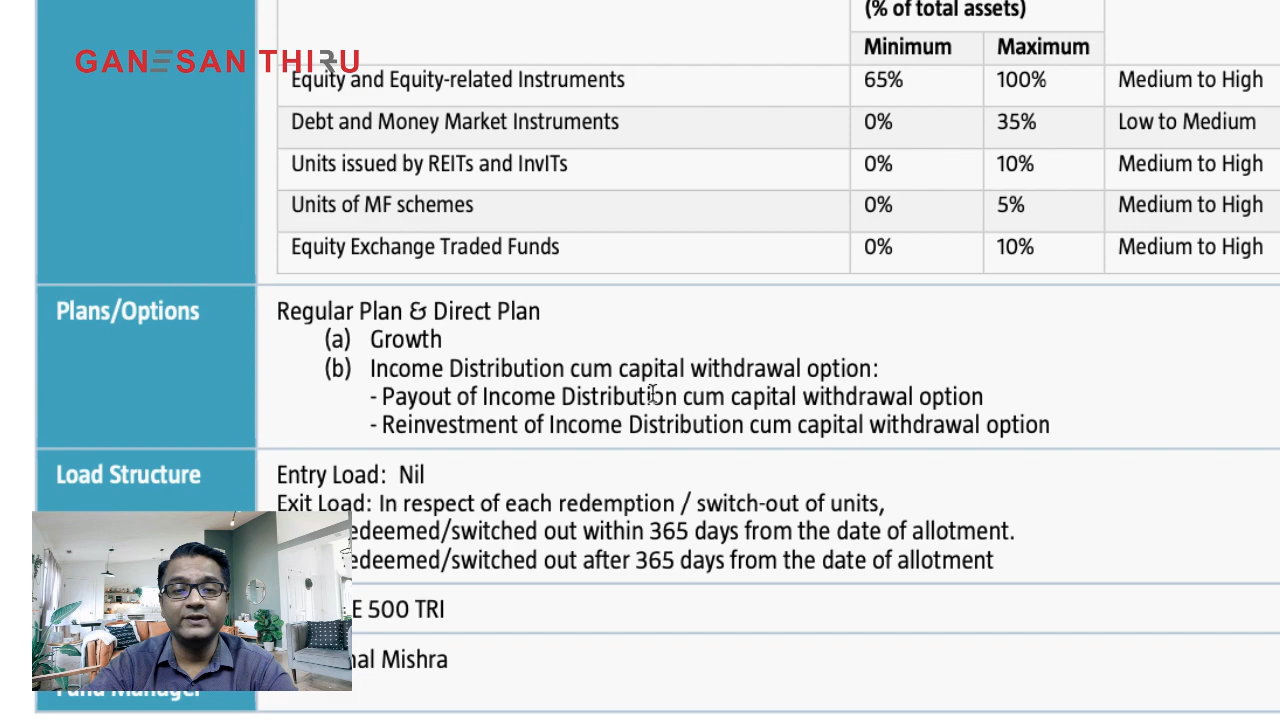 (% of total assets)
GANESAN THIRU
Minimum Maximum
Equity and Equity-related Instruments 65% 100% Medium to High
Debt and Money Market Instruments 0% 35% Low to Medium
Units issued by REITs and InvITs 0% 10% Medium to High
Units of MF schemes 0% 5% Medium to High
Equity Exchange Traded Funds 0% 10% Medium to High
Plans/Options Regular Plan & Direct Plan
(a) Growth
(b) Income Distribution cum capital withdrawal option:
- Payout of Income Distribution cum capital withdrawal option
- Reinvestment of Income Distribution cum capital withdrawal option
Load Structure Entry Load: Nil
Exit Load: In respect of each redemption / switch-out of units,
edeemed/switched out within 365 days from the date of allotment.
edeemed/switched out after 365 days from the date of allotment
E 500 TRI
nal Mishra
Fund Manager